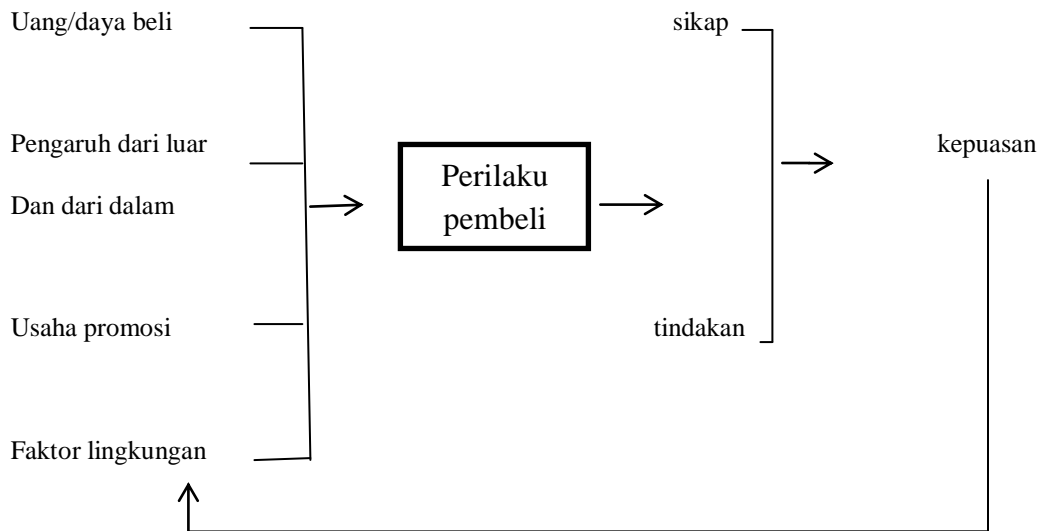 Uang/daya beli
sikap
Pengaruh dari luar
kepuasan
Dan dari dalam
Perilaku
pembeli
Usaha promosi
tindakan
Faktor lingkungan